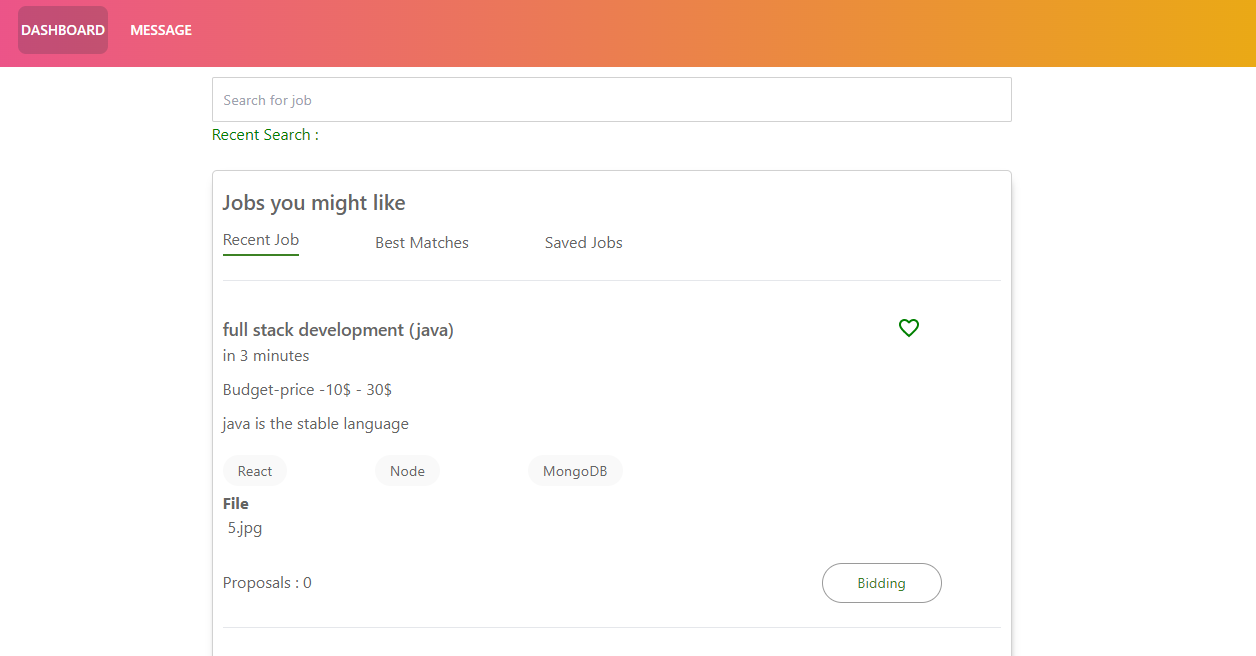 DASHBOARD MESSAGE
Search for job
Recent Search :
Jobs you might like
Recent Job Best Matches Saved Jobs
full stack development (java)
in 3 minutes
Budget-price -10$ - 30$
java is the stable language
React Node MongoDB
File
5.jpg
Proposals : 0 Bidding